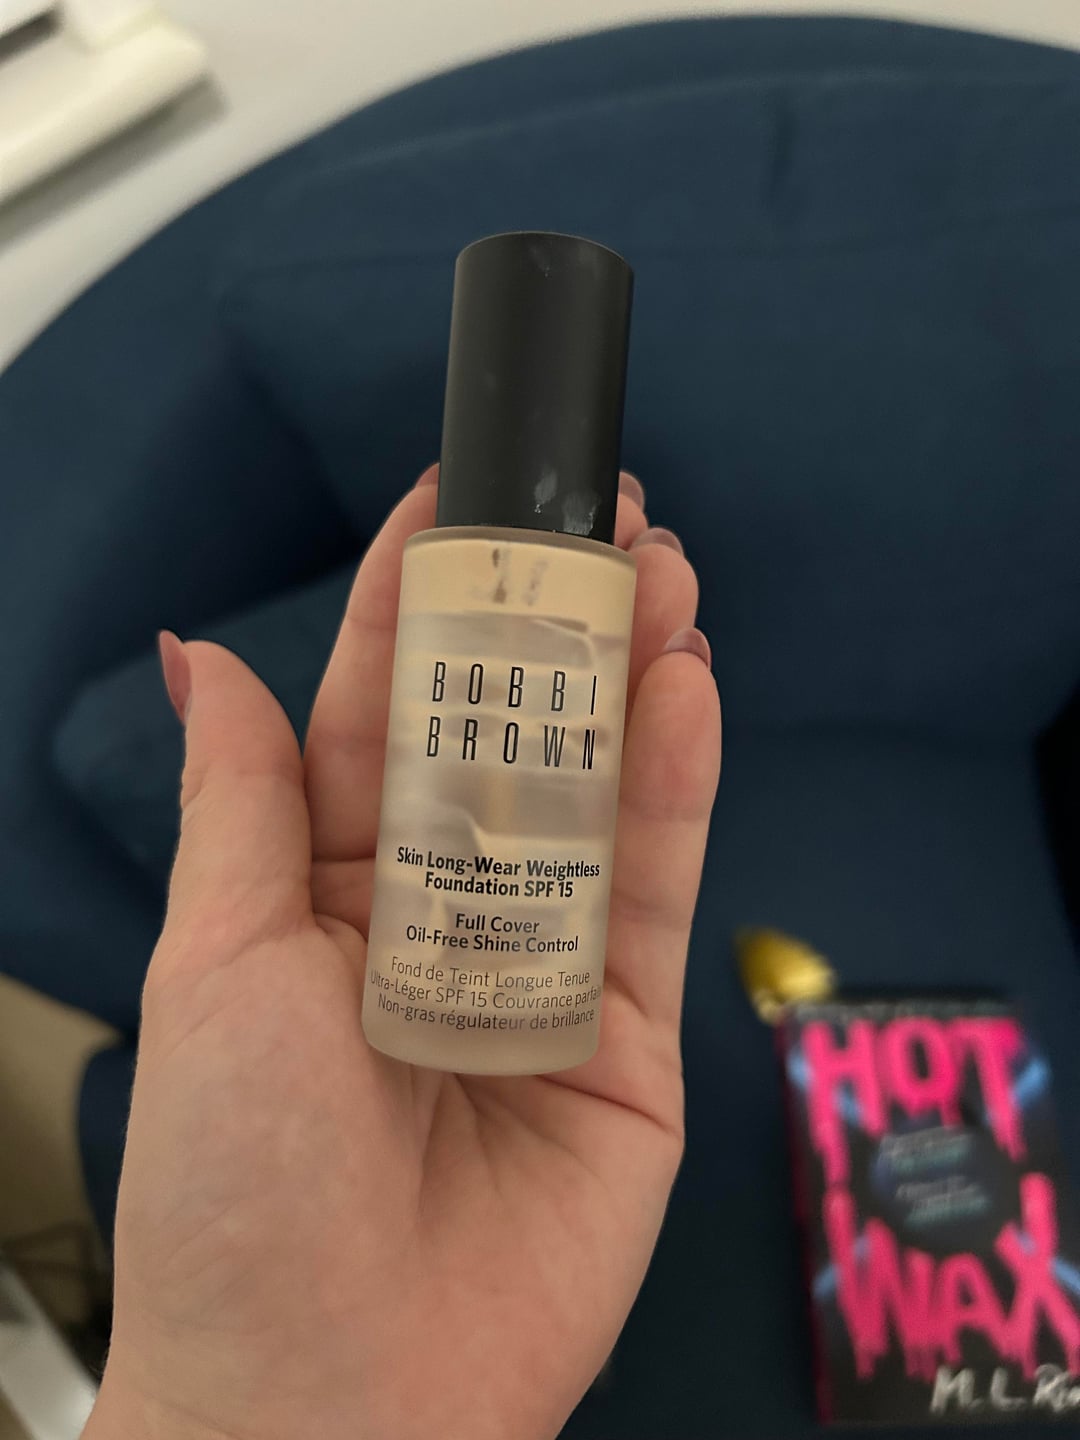 BOBBI
BROWN
Skin Long-Wear Weightless
Foundation SPF 15
Full Cover
Oil-Free Shine Control
Fond de Teint Longue Tenue
Ultra-Léger SPF 15 Couvrance parfai
Non-gras régulateur de brillance
HOT
WAX
M. L.